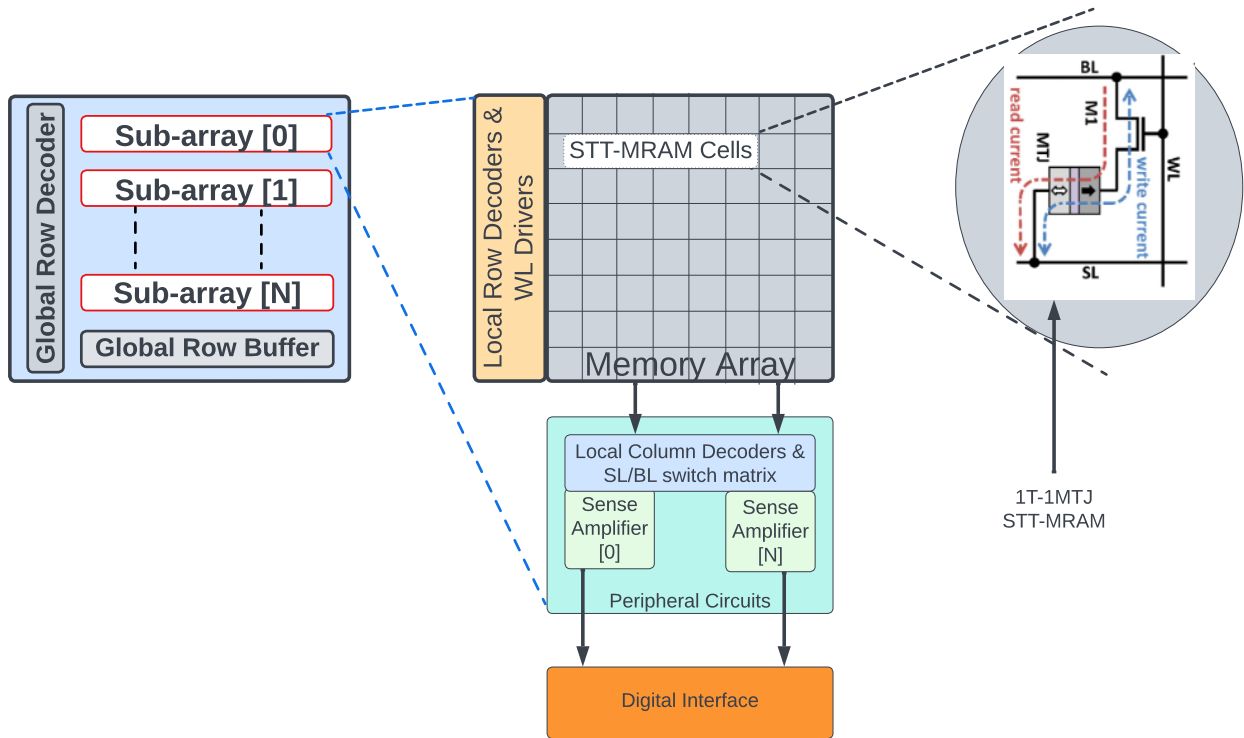 Global Row Decoder
Sub-array [0]
Sub-array [1]
Sub-array [N]
Global Row Buffer
Local Row Decoders &
WL Drivers
STT-MRAM Cells
Memory Array
Local Column Decoders &
SL/BL switch matrix
Sense
Amplifier
[0]
Sense
Amplifier
[N]
Peripheral Circuits
Digital Interface
BL
read current
M1
MTJ
WL
write current
SL
1T-1MTJ
STT-MRAM